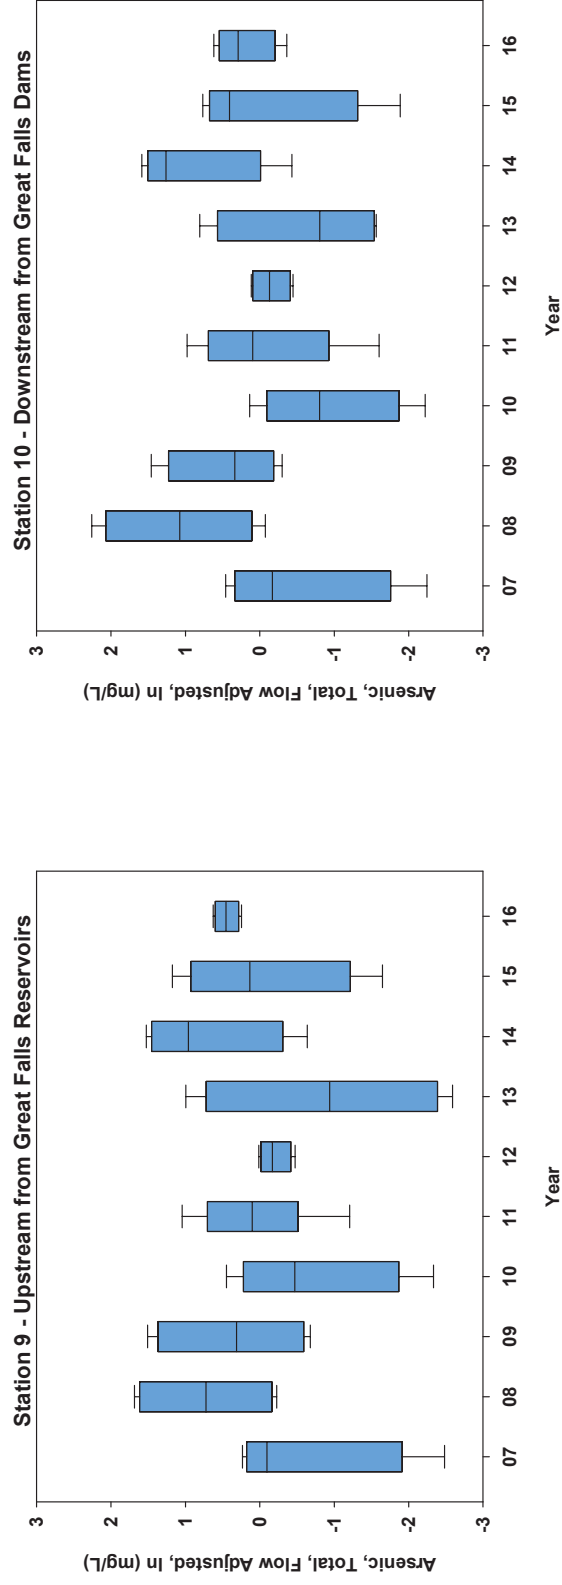 Station 9 - Upstream from Great Falls Reservoirs
Arsenic, Total, Flow Adjusted, ln (mg/L)
3
2
1
0
-1
-2
-3
07 08 09 10 11 12 13 14 15 16
Year
Station 10 - Downstream from Great Falls Dams
Arsenic, Total, Flow Adjusted, ln (mg/L)
3
2
1
0
-1
-2
-3
07 08 09 10 11 12 13 14 15 16
Year